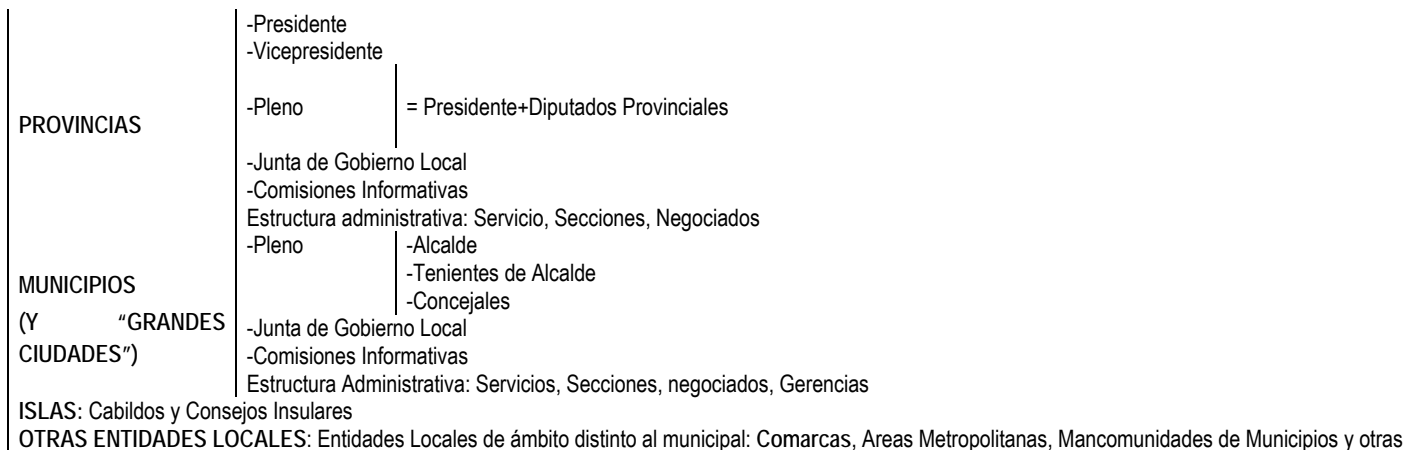 -Presidente
-Vicepresidente
PROVINCIAS
-Pleno = Presidente+Diputados Provinciales
-Junta de Gobierno Local
-Comisiones Informativas
Estructura administrativa: Servicio, Secciones, Negociados
MUNICIPIOS
(Y “GRANDES
CIUDADES”)
-Pleno -Alcalde
-Tenientes de Alcalde
-Concejales
-Junta de Gobierno Local
-Comisiones Informativas
Estructura Administrativa: Servicios, Secciones, negociados, Gerencias
ISLAS: Cabildos y Consejos Insulares
OTRAS ENTIDADES LOCALES: Entidades Locales de ámbito distinto al municipal: Comarcas, Areas Metropolitanas, Mancomunidades de Municipios y otras